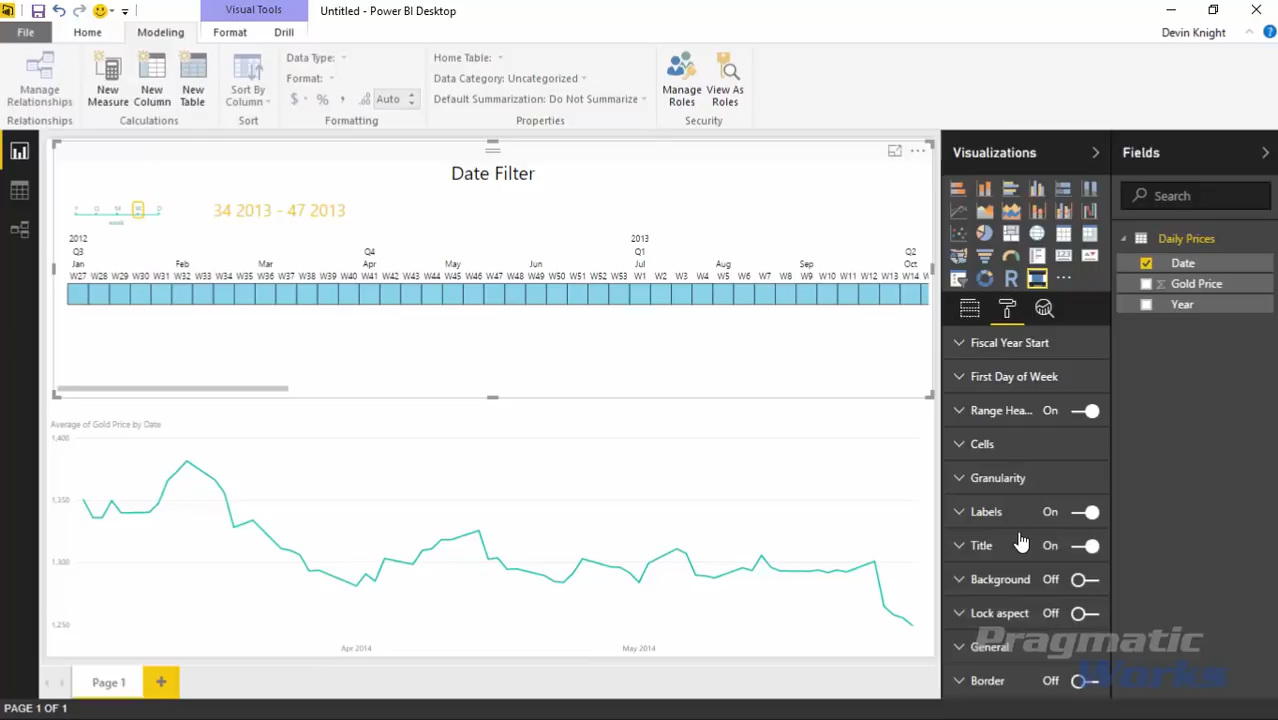 Visual Tools
Untitled - Power BI Desktop
File Home Modeling Format Drill
Devin Knight
Manage Relationships
New Measure
New Column
New Table
Sort By Column
Data Type:
Format:
$ % , Auto
Home Table:
Data Category: Uncategorized
Default Summarization: Do Not Summarize
Manage Roles
View As Roles
Relationships
Calculations
Sort
Formatting
Properties
Security
Date Filter
Y Q M W D
week
34 2013 - 47 2013
2012 2013
Q3 Q4 Q1 Q2
Jan Feb Mar Apr May Jun Jul Aug Sep Oct
W27 W28 W29 W30 W31 W32 W33 W34 W35 W36 W37 W38 W39 W40 W41 W42 W43 W44 W45 W46 W47 W48 W49 W50 W51 W52 W53 W1 W2 W3 W4 W5 W6 W7 W8 W9 W10 W11 W12 W13 W14 W
Average of Gold Price by Date
1,400
1,350
1,300
1,250
Apr 2014 May 2014
Page 1
PAGE 1 OF 1
Visualizations
R
Fiscal Year Start
First Day of Week
Range Hea... On
Cells
Granularity
Labels On
Title On
Background Off
Lock aspect Off
General
Border Off
Fields
Search
Daily Prices
Date
Σ Gold Price
Year
Pragmatic
Works